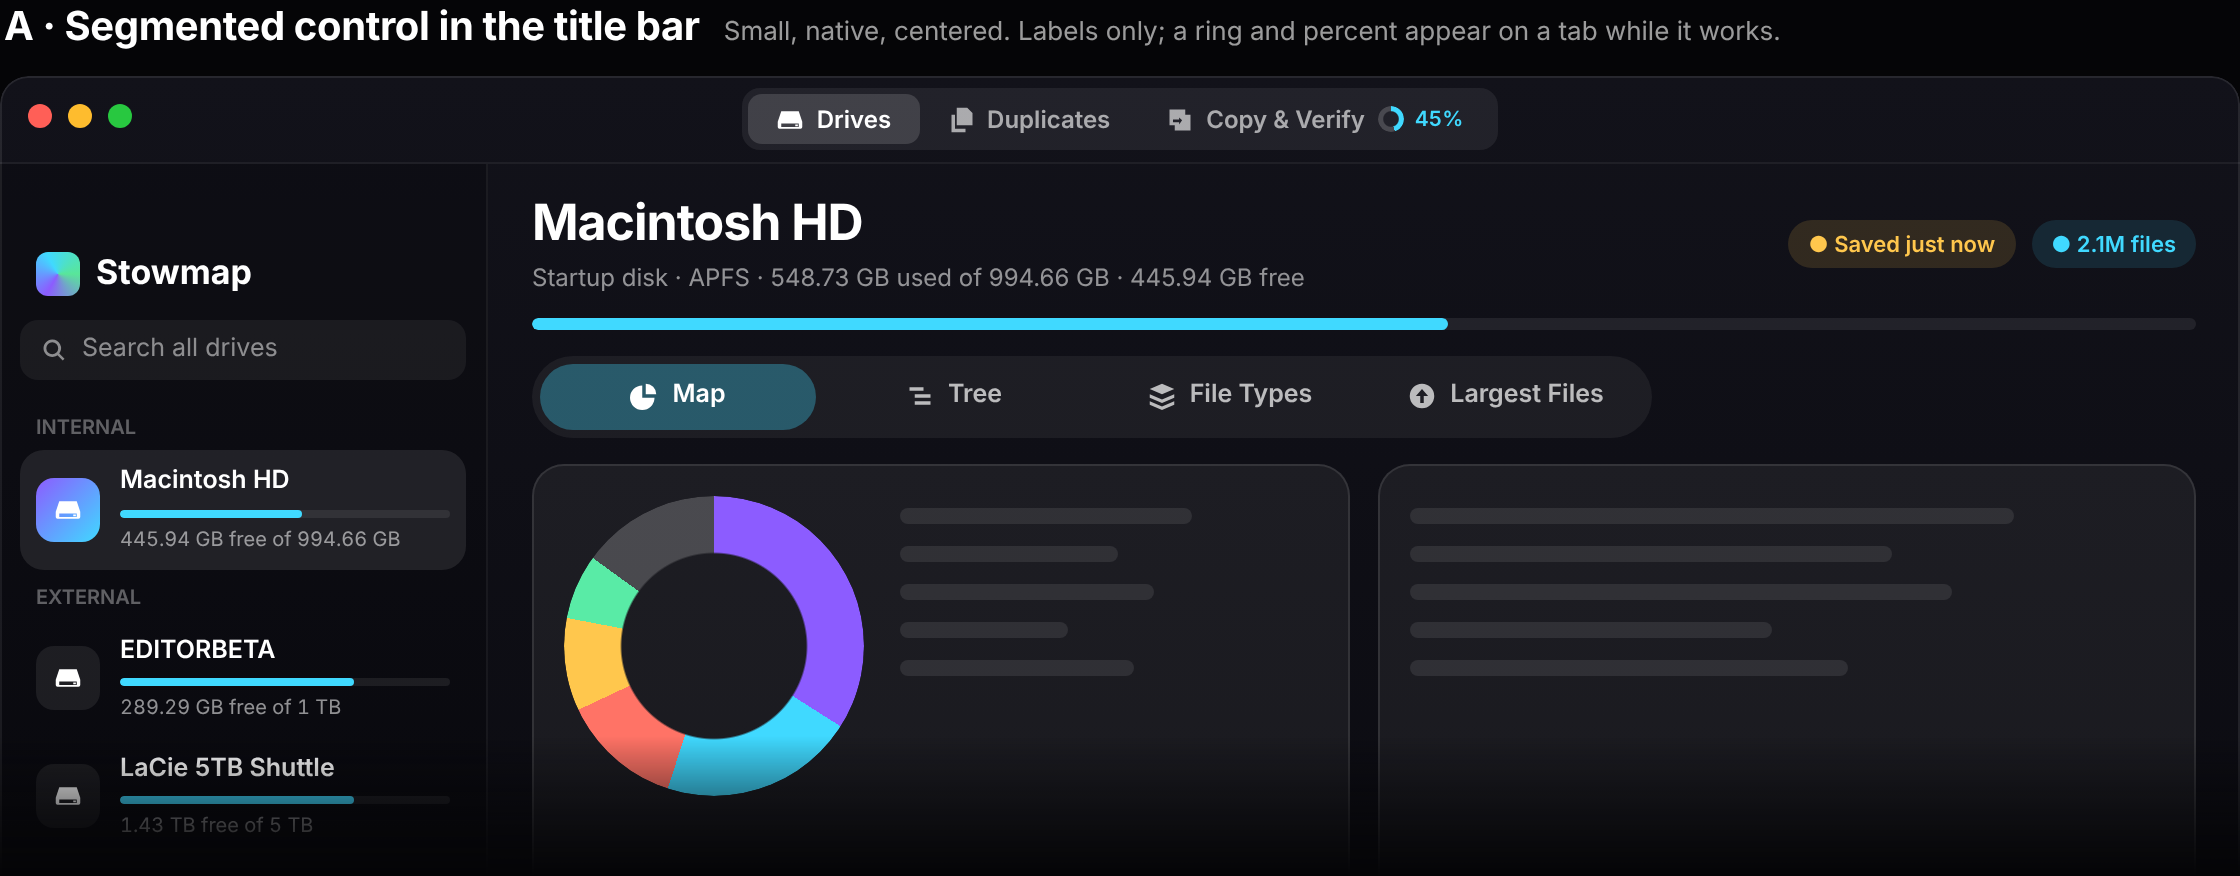 A · Segmented control in the title bar Small, native, centered. Labels only; a ring and percent appear on a tab while it works.
Drives Duplicates Copy & Verify 45%
Stowmap
Search all drives
INTERNAL
Macintosh HD
445.94 GB free of 994.66 GB
EXTERNAL
EDITORBETA
289.29 GB free of 1 TB
LaCie 5TB Shuttle
1.43 TB free of 5 TB
Macintosh HD
Startup disk · APFS · 548.73 GB used of 994.66 GB · 445.94 GB free
Saved just now 2.1M files
Map Tree File Types Largest Files